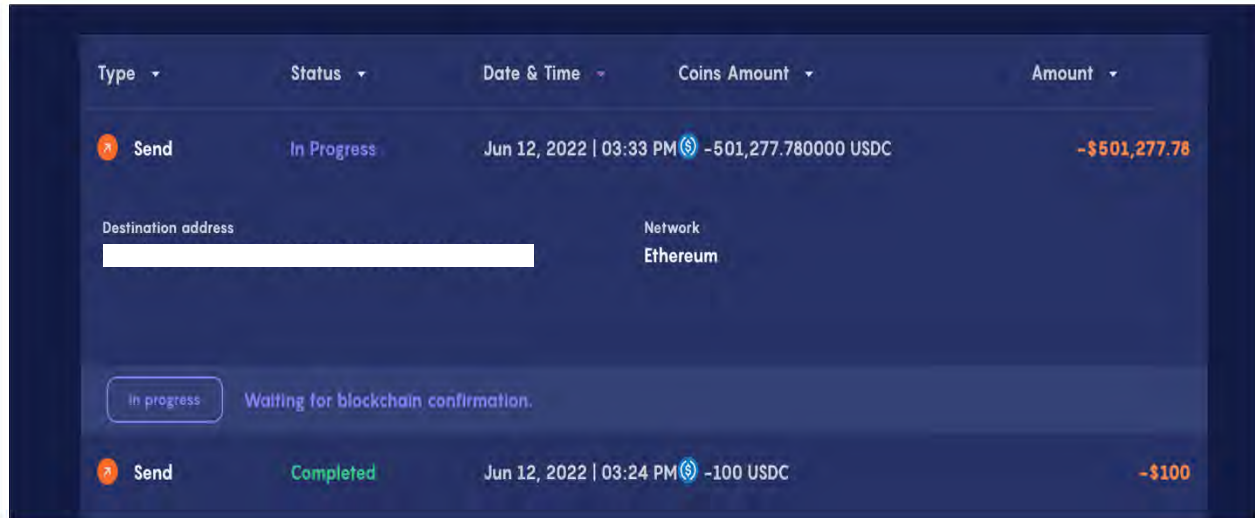 Type Status Date & Time Coins Amount Amount
Send In Progress Jun 12, 2022 | 03:33 PM -501,277.780000 USDC -$501,277.78
Destination address Network
Ethereum
In progress Waiting for blockchain confirmation.
Send Completed Jun 12, 2022 | 03:24 PM -100 USDC -$100